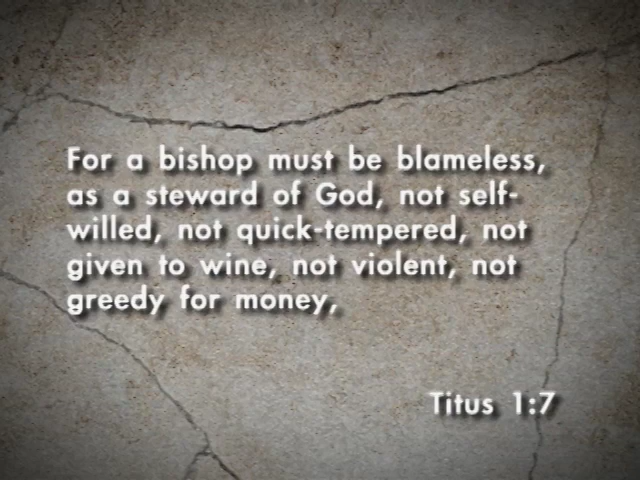 For a bishop must be blameless,
as a steward of God, not self-
willed, not quick-tempered, not
given to wine, not violent, not
greedy for money,
Titus 1:7